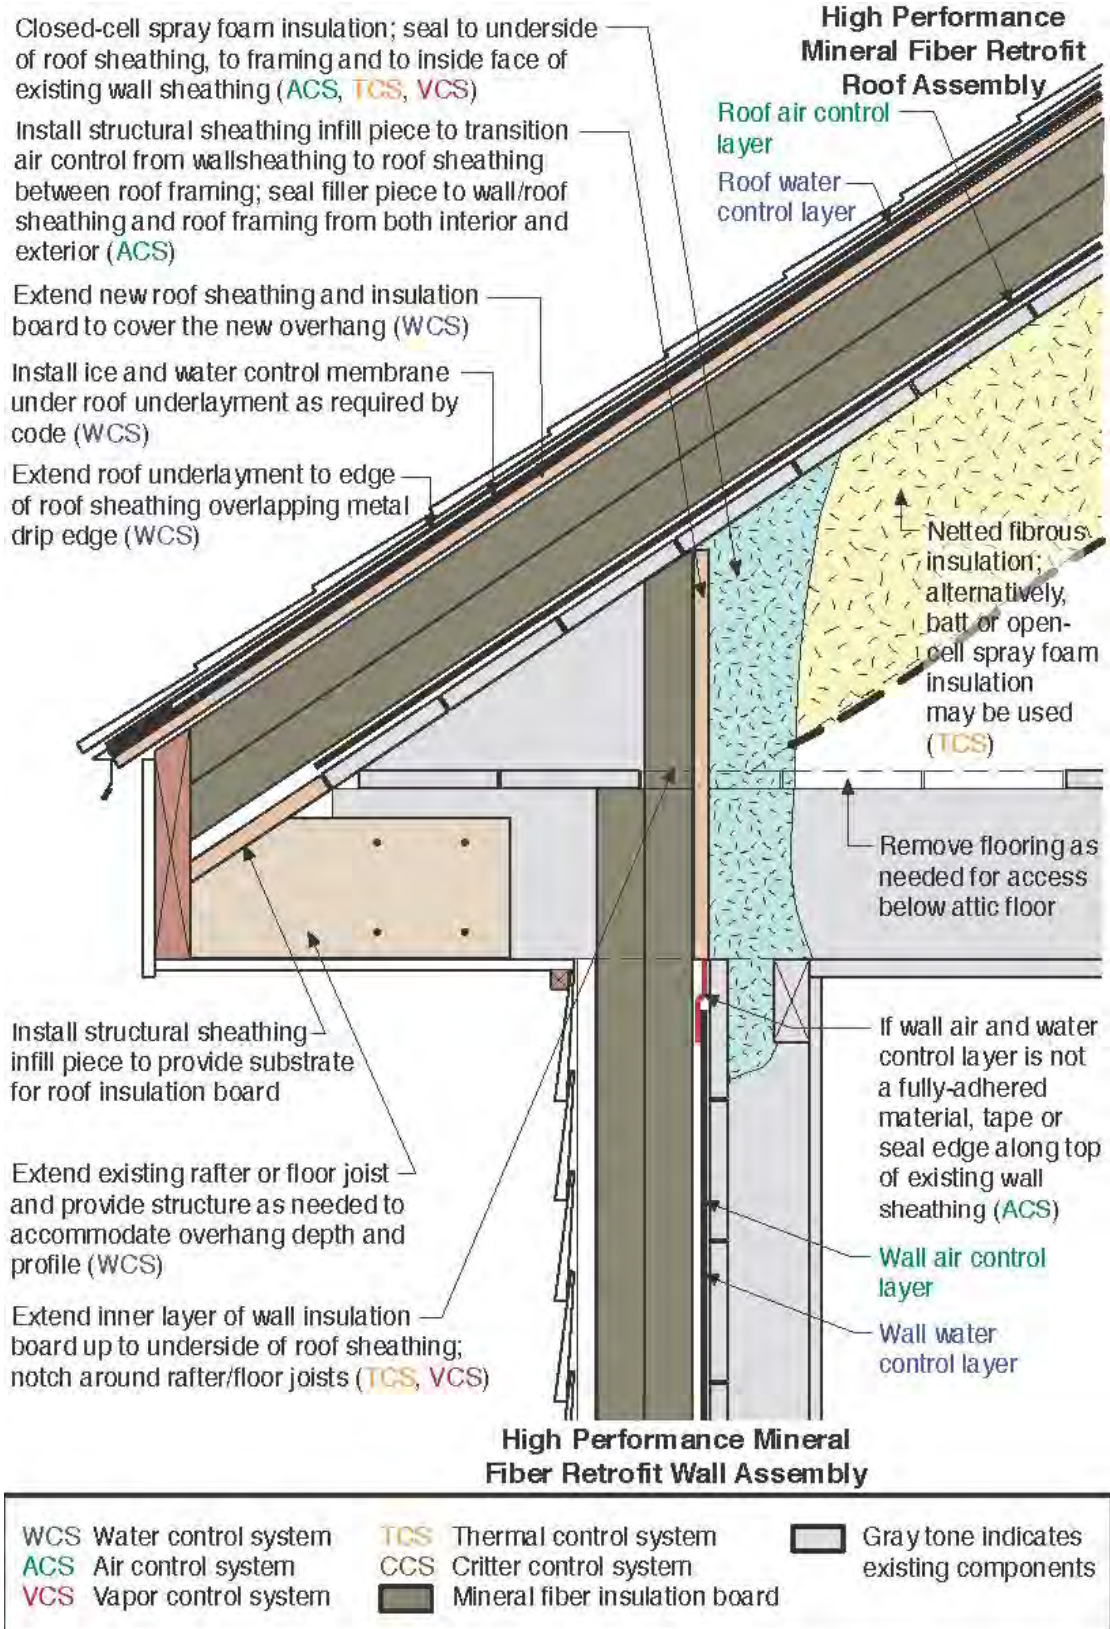 Closed-cell spray foam insulation; seal to underside
of roof sheathing, to framing and to inside face of
existing wall sheathing (ACS, TCS, VCS)
Install structural sheathing infill piece to transition
air control from wallsheathing to roof sheathing
between roof framing; seal filler piece to wall/roof
sheathing and roof framing from both interior and
exterior (ACS)
Extend new roof sheathing and insulation
board to cover the new overhang (WCS)
Install ice and water control membrane
under roof underlayment as required by
code (WCS)
Extend roof underlayment to edge
of roof sheathing overlapping metal
drip edge (WCS)
High Performance
Mineral Fiber Retrofit
Roof Assembly
Roof air control
layer
Roof water
control layer
Netted fibrous
insulation;
alternatively,
batt or open-
cell spray foam
insulation
may be used
(TCS)
Remove flooring as
needed for access
below attic floor
Install structural sheathing
infill piece to provide substrate
for roof insulation board
Extend existing rafter or floor joist
and provide structure as needed to
accommodate overhang depth and
profile (WCS)
Extend inner layer of wall insulation
board up to underside of roof sheathing;
notch around rafter/floor joists (TCS, VCS)
If wall air and water
control layer is not
a fully-adhered
material, tape or
seal edge along top
of existing wall
sheathing (ACS)
Wall air control
layer
Wall water
control layer
High Performance Mineral
Fiber Retrofit Wall Assembly
WCS Water control system
ACS Air control system
VCS Vapor control system
TCS Thermal control system
CCS Critter control system
Mineral fiber insulation board
Gray tone indicates
existing components